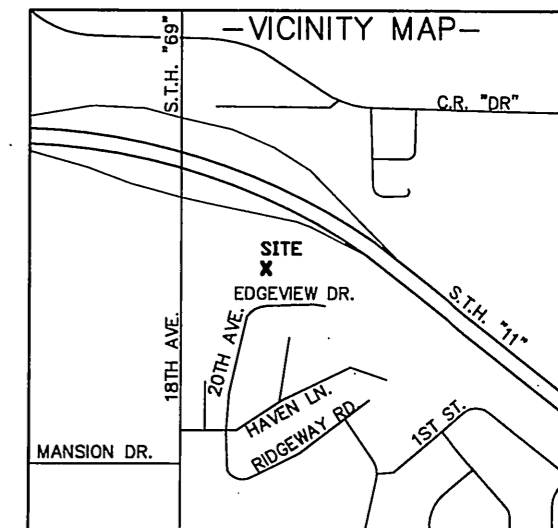 -VICINITY MAP-
S.T.H. "69"
C.R. "DR"
SITE
X
EDGEVIEW DR.
S.T.H. "11"
18TH AVE.
20TH AVE.
HAVEN LN.
RIDGEWAY RD.
1ST ST.
MANSION DR.